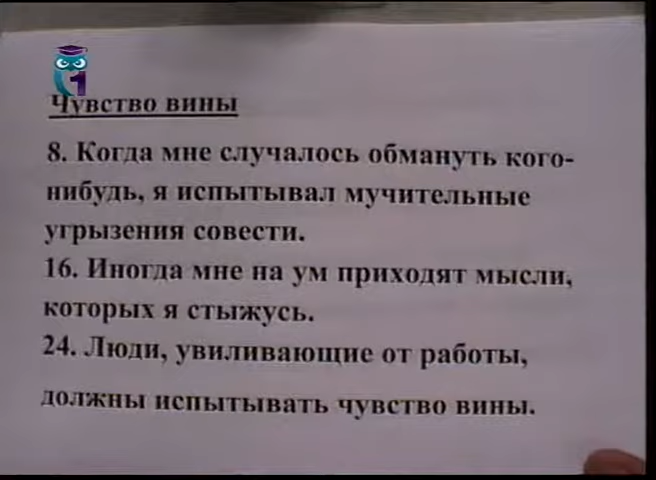 1
Чувство вины
8. Когда мне случалось обмануть кого-
нибудь, я испытывал мучительные
угрызения совести.
16. Иногда мне на ум приходят мысли,
которых я стыжусь.
24. Люди, увиливающие от работы,
должны испытывать чувство вины.